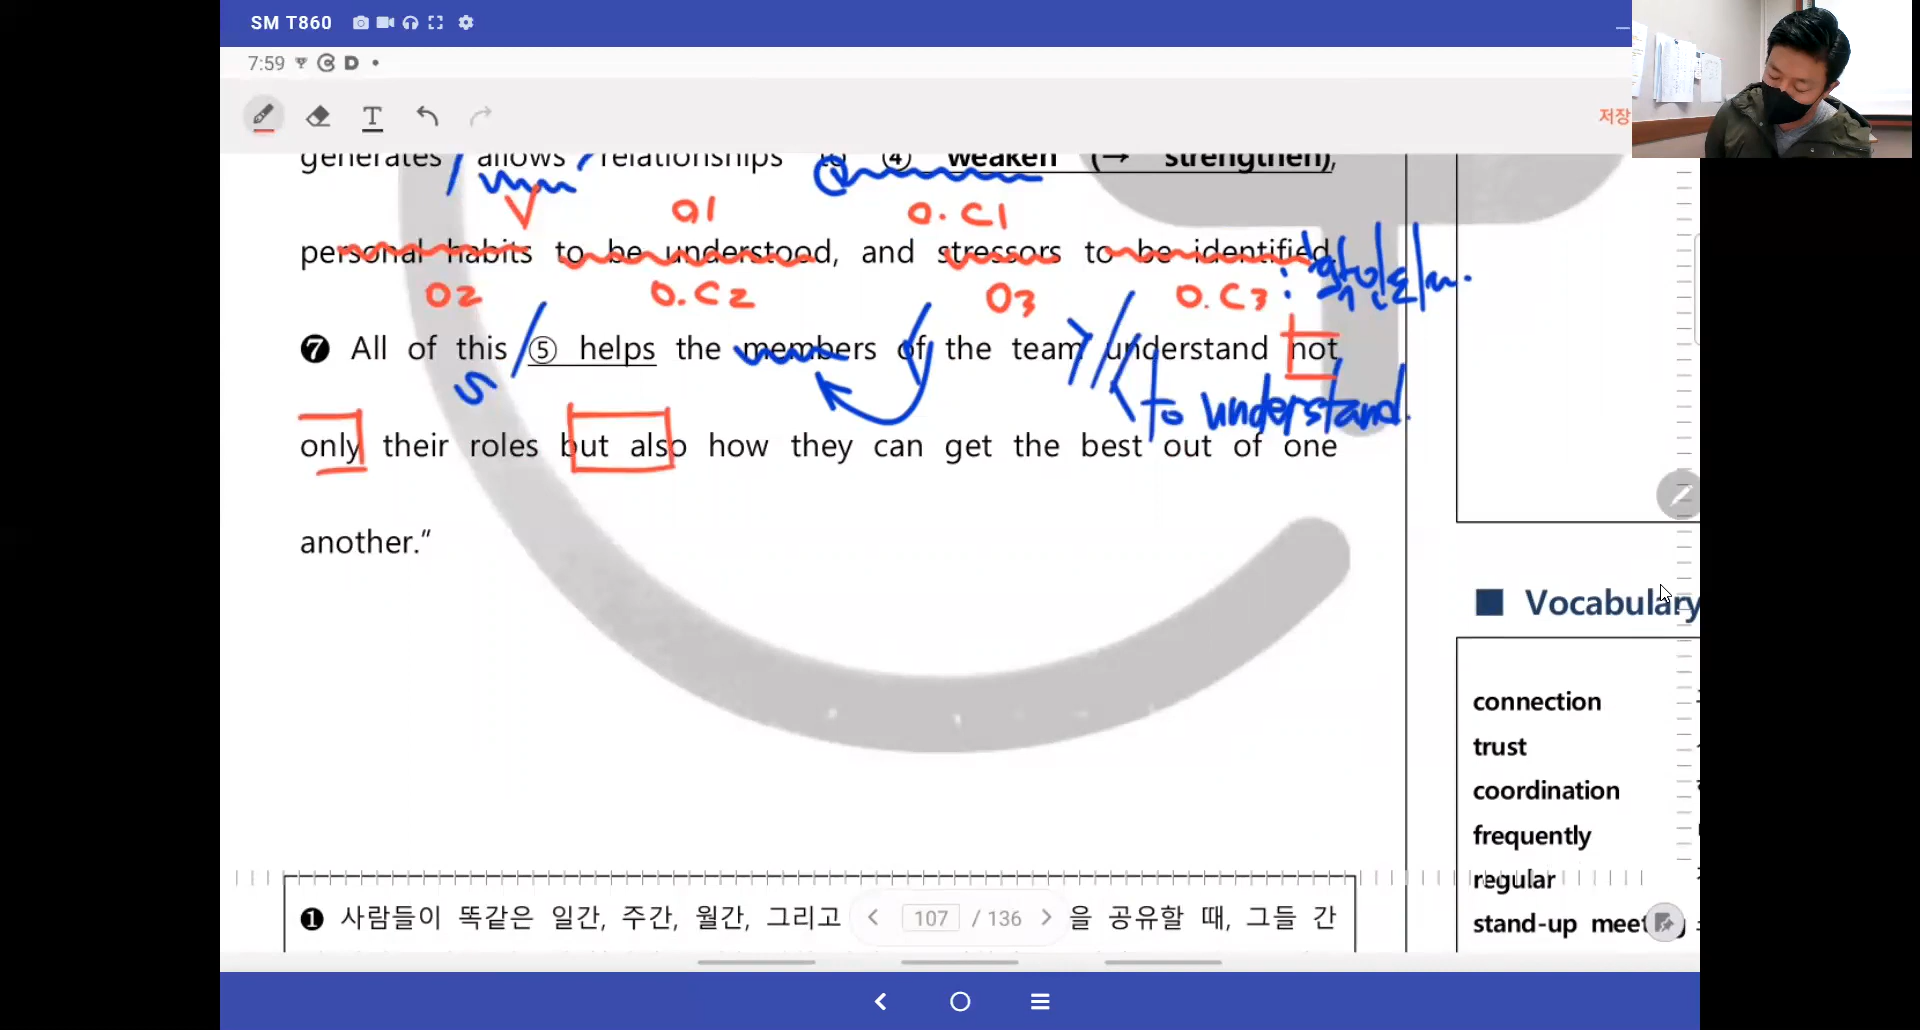 SM T860
7:59
저장
generates allows relationships to ④ weaken (→ strengthen),
V O1 O.C1
personal habits to be understood, and stressors to be identified.
O2 O.C2 O3 O.C3
❼ All of this ⑤ helps the members of the team understand not
S to understand.
only their roles but also how they can get the best out of one
another.”
Vocabulary
connection
trust
coordination
frequently
regular
stand-up meet
❶ 사람들이 똑같은 일간, 주간, 월간, 그리고 을 공유할 때, 그들 간
107 / 136